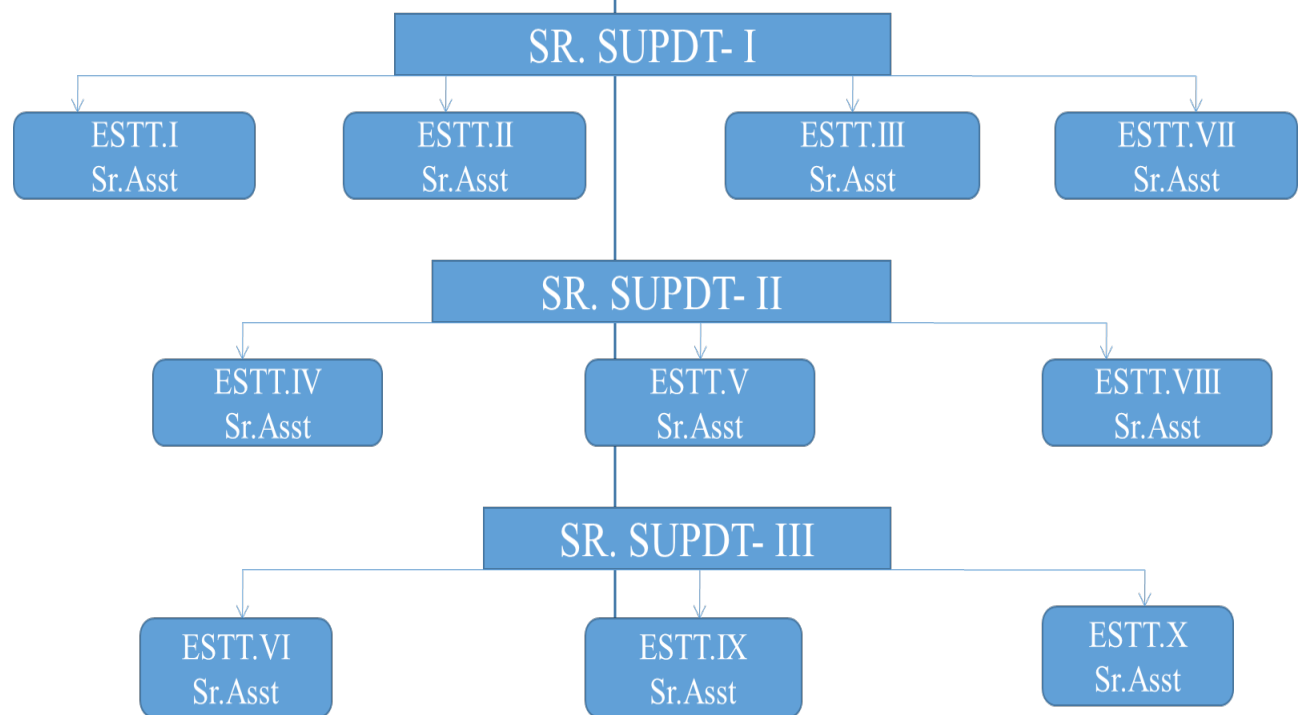 SR. SUPDT- I
ESTT.I
Sr.Asst
ESTT.II
Sr.Asst
ESTT.III
Sr.Asst
ESTT.VII
Sr.Asst
SR. SUPDT- II
ESTT.IV
Sr.Asst
ESTT.V
Sr.Asst
ESTT.VIII
Sr.Asst
SR. SUPDT- III
ESTT.VI
Sr.Asst
ESTT.IX
Sr.Asst
ESTT.X
Sr.Asst